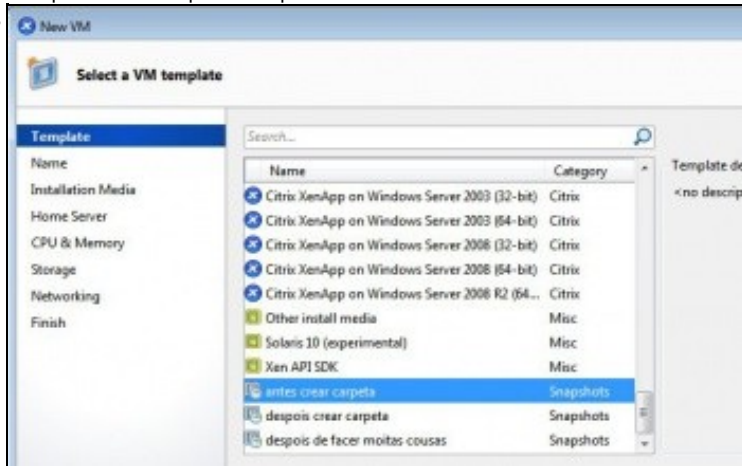 New VM
Select a VM template
Template
Name
Installation Media
Home Server
CPU & Memory
Storage
Networking
Finish
Search...
Name Category
Citrix XenApp on Windows Server 2003 (32-bit) Citrix
Citrix XenApp on Windows Server 2003 (64-bit) Citrix
Citrix XenApp on Windows Server 2008 (32-bit) Citrix
Citrix XenApp on Windows Server 2008 (64-bit) Citrix
Citrix XenApp on Windows Server 2008 R2 (64... Citrix
Other install media Misc
Solaris 10 (experimental) Misc
Xen API SDK Misc
antes crear carpeta Snapshots
despois crear carpeta Snapshots
despois de facer moitas cousas Snapshots
Template de
<no descrip